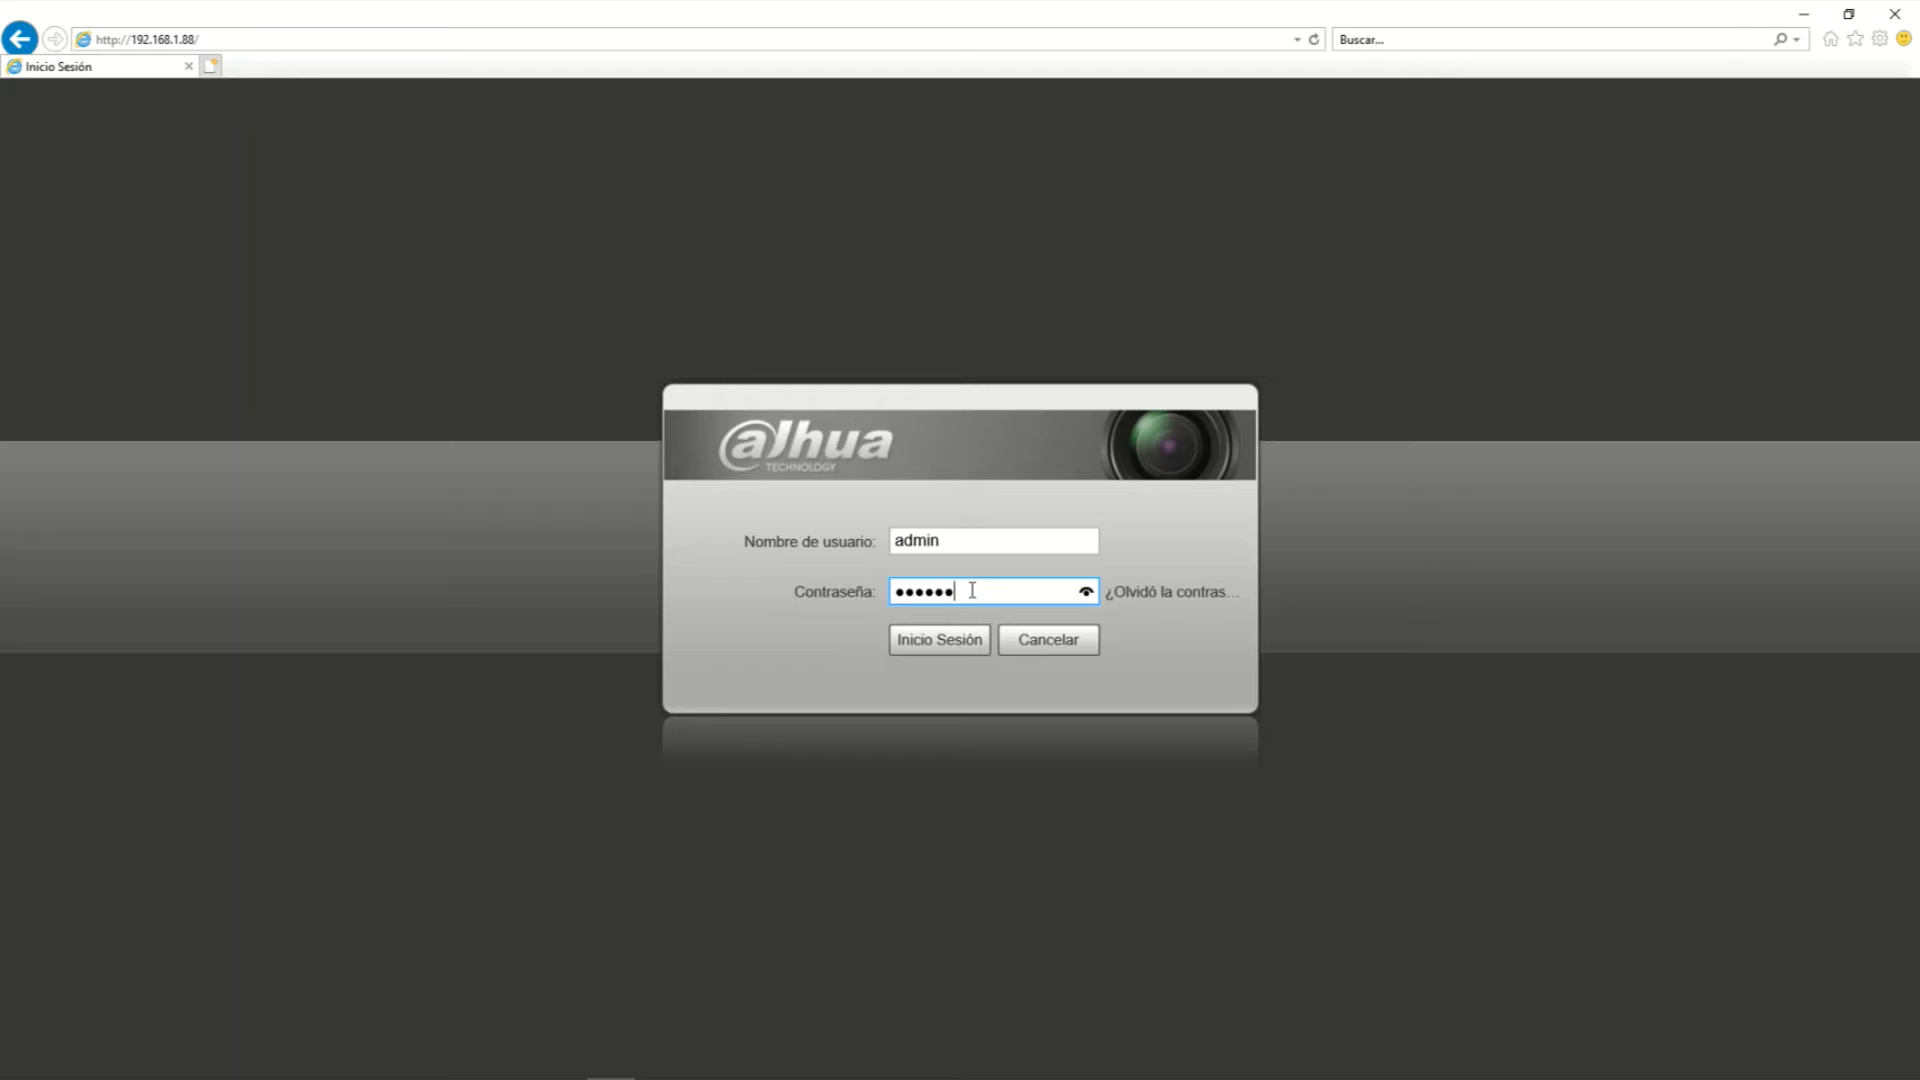 http://192.168.1.88/
Buscar...
Inicio Sesión
alhua
TECHNOLOGY
Nombre de usuario: admin
Contraseña: ●●●●●● ¿Olvidó la contras...
Inicio Sesión Cancelar